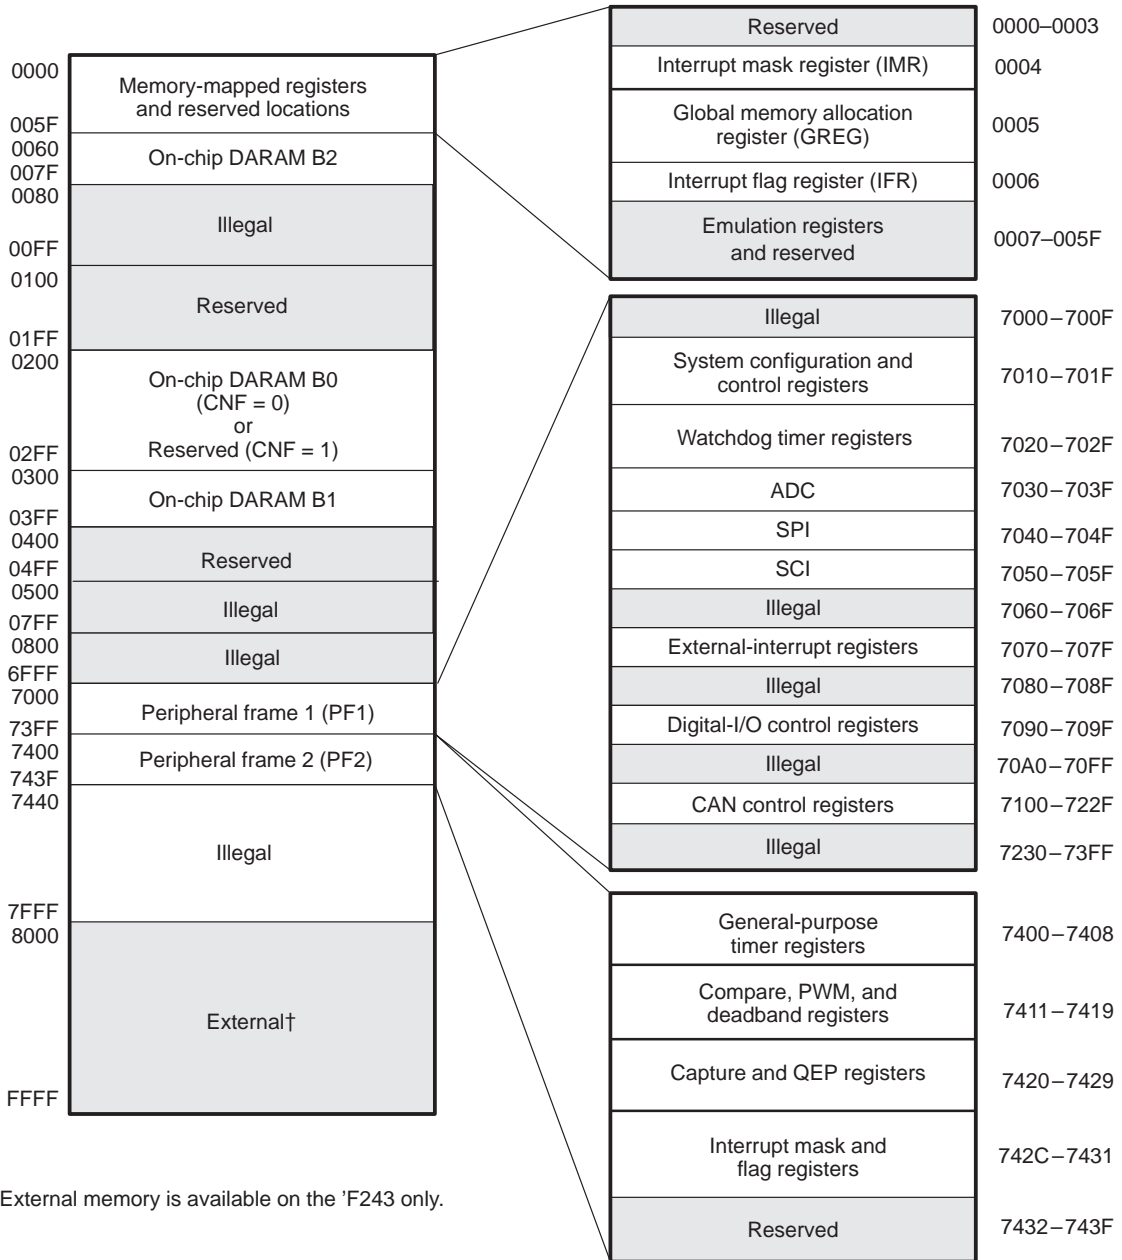 0000
Memory-mapped registers
and reserved locations
005F
0060
On-chip DARAM B2
007F
0080
Illegal
00FF
0100
Reserved
01FF
0200
On-chip DARAM B0
(CNF = 0)
or
Reserved (CNF = 1)
02FF
0300
On-chip DARAM B1
03FF
0400
Reserved
04FF
0500
Illegal
07FF
0800
Illegal
6FFF
7000
Peripheral frame 1 (PF1)
73FF
7400
Peripheral frame 2 (PF2)
743F
7440
Illegal
7FFF
8000
External†
FFFF
Reserved 0000–0003
Interrupt mask register (IMR) 0004
Global memory allocation
register (GREG) 0005
Interrupt flag register (IFR) 0006
Emulation registers
and reserved 0007–005F
Illegal 7000–700F
System configuration and
control registers 7010–701F
Watchdog timer registers 7020–702F
ADC 7030–703F
SPI 7040–704F
SCI 7050–705F
Illegal 7060–706F
External-interrupt registers 7070–707F
Illegal 7080–708F
Digital-I/O control registers 7090–709F
Illegal 70A0–70FF
CAN control registers 7100–722F
Illegal 7230–73FF
General-purpose
timer registers 7400–7408
Compare, PWM, and
deadband registers 7411–7419
Capture and QEP registers 7420–7429
Interrupt mask and
flag registers 742C–7431
Reserved 7432–743F
External memory is available on the ’F243 only.